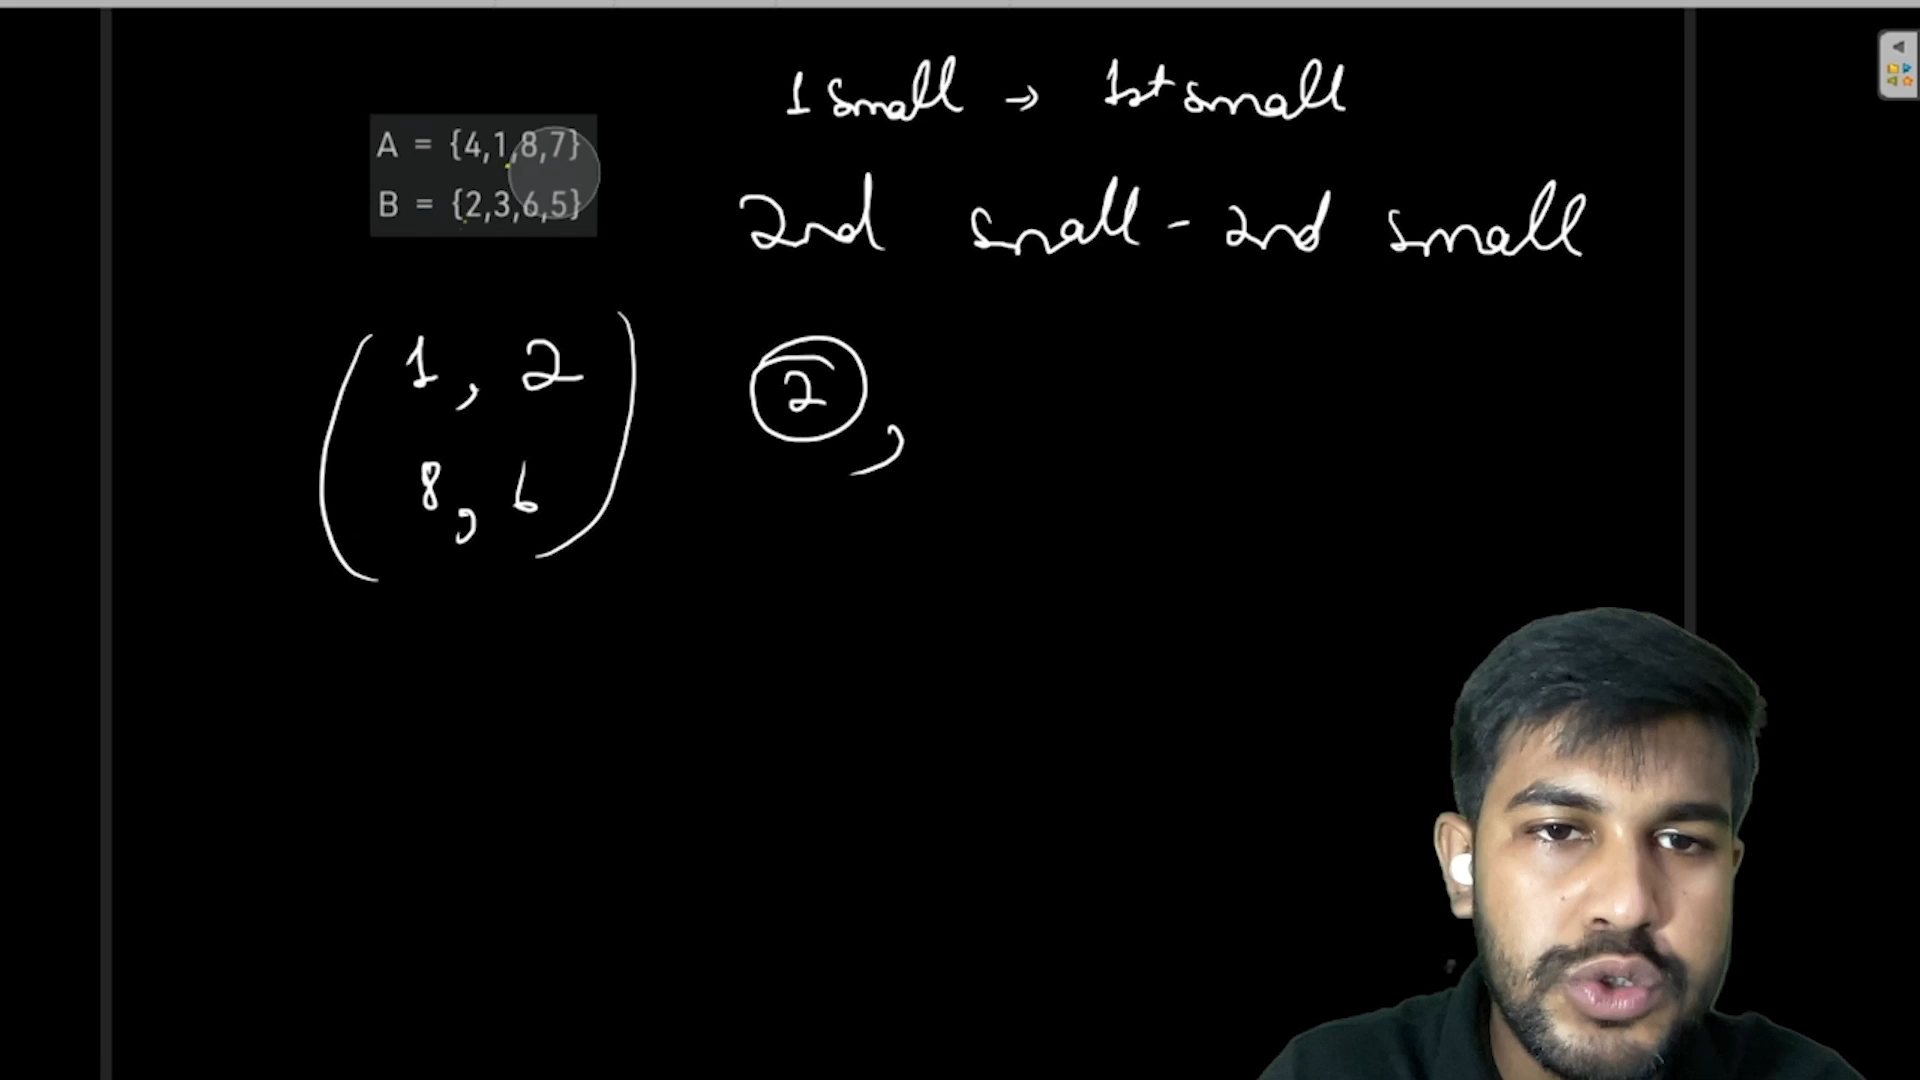 1 small → 1st small
A = {4,1,8,7}
B = {2,3,6,5}
2nd small - 2nd small
1, 2
2,
8, 6